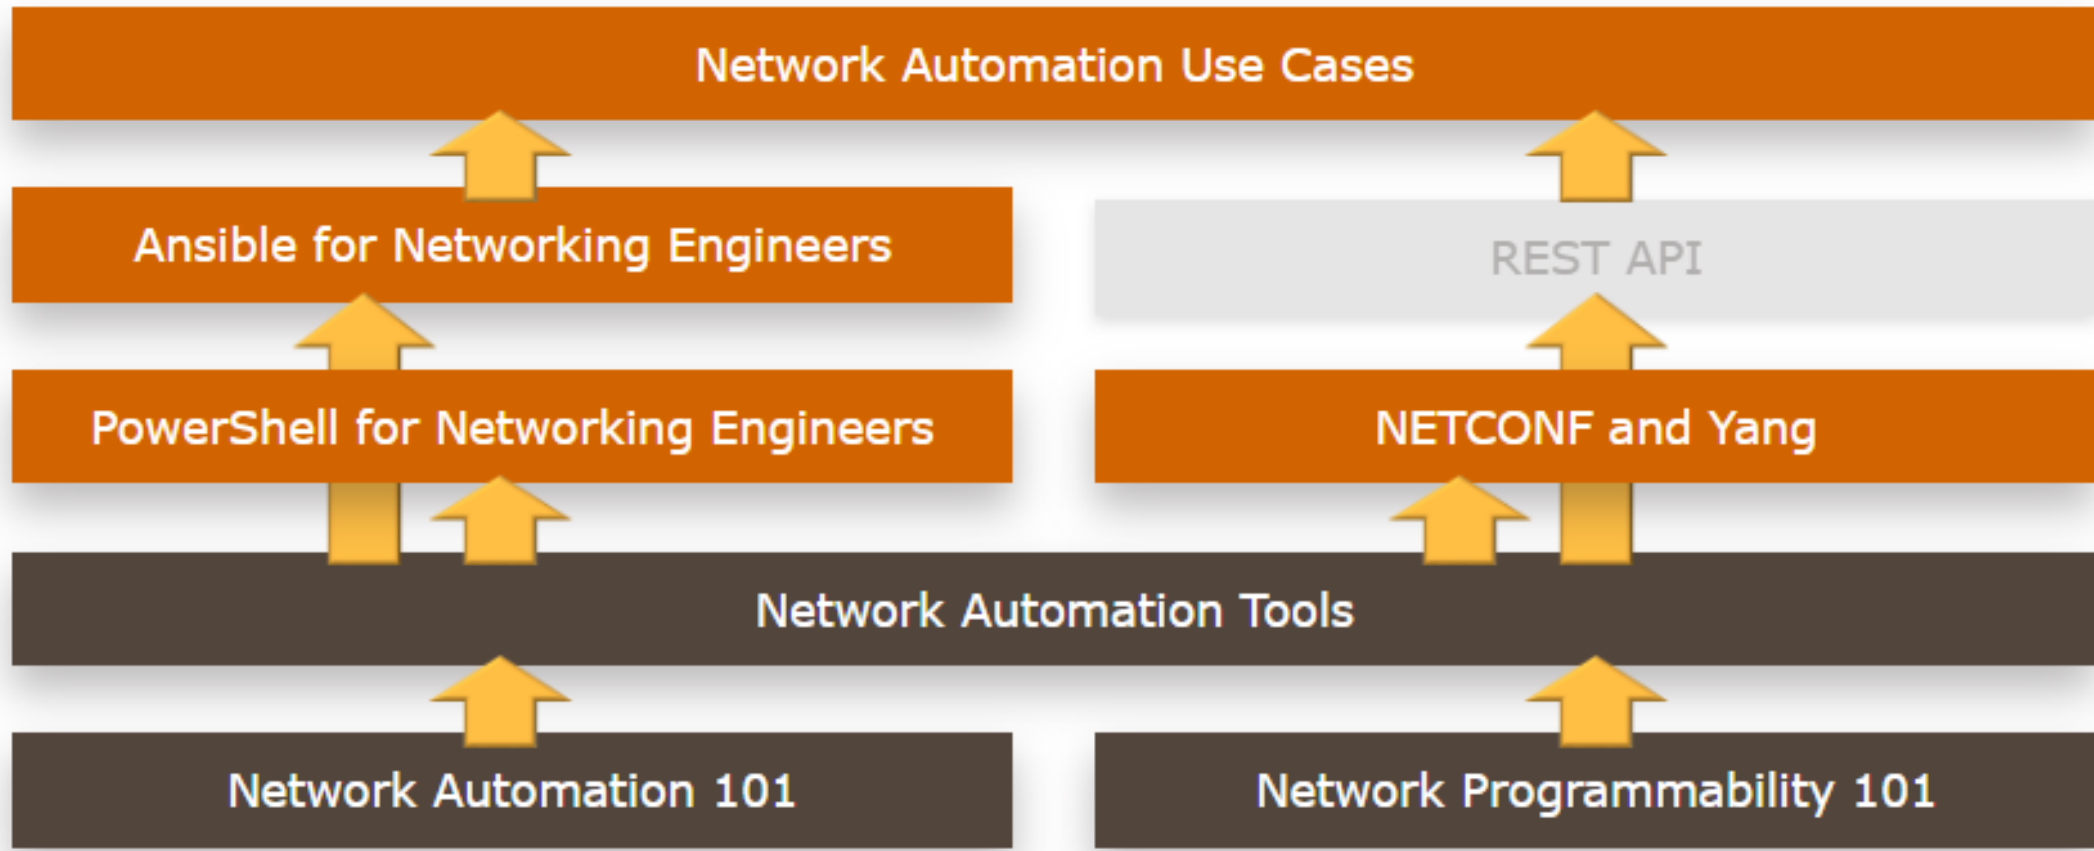 Network Automation Use Cases
Ansible for Networking Engineers
REST API
PowerShell for Networking Engineers
NETCONF and Yang
Network Automation Tools
Network Automation 101
Network Programmability 101